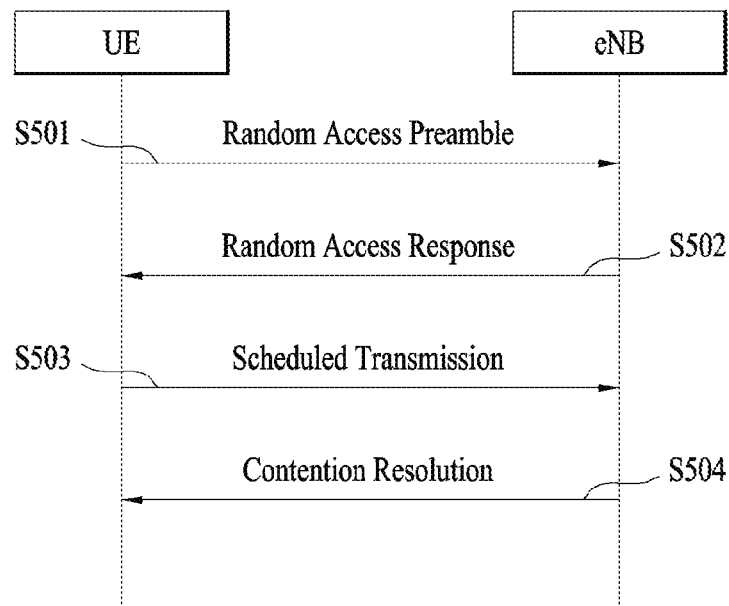 UE
eNB
S501
Random Access Preamble
Random Access Response
S502
S503
Scheduled Transmission
Contention Resolution
S504